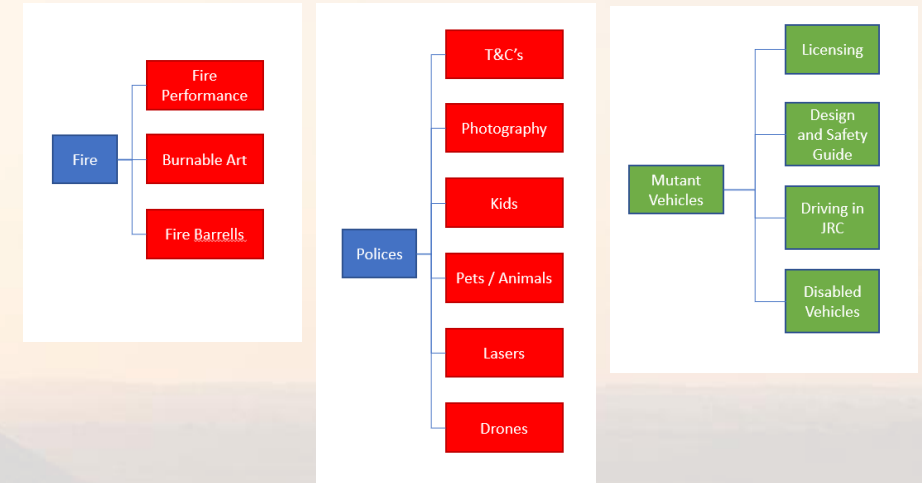 Fire
Fire
Performance
Burnable Art
Fire Barrells
Polices
T&C's
Photography
Kids
Pets / Animals
Lasers
Drones
Mutant
Vehicles
Licensing
Design
and Safety
Guide
Driving in
JRC
Disabled
Vehicles